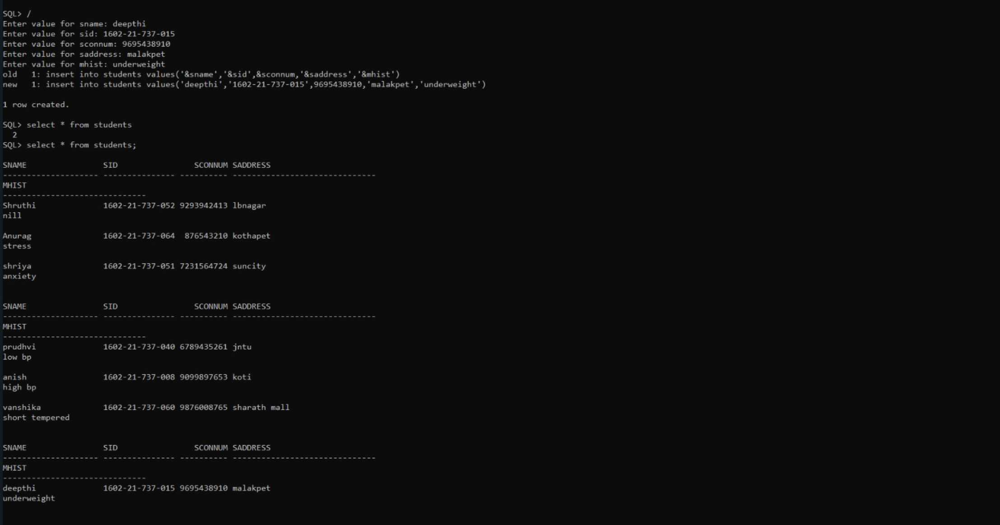 SQL> /
Enter value for sname: deepthi
Enter value for sid: 1602-21-737-015
Enter value for sconnum: 9695438910
Enter value for saddress: malakpet
Enter value for mhist: underweight
old   1: insert into students values('&sname','&sid',&sconnum,'&saddress','&mhist')
new   1: insert into students values('deepthi','1602-21-737-015',9695438910,'malakpet','underweight')

1 row created.

SQL> select * from students
  2
SQL> select * from students;

SNAME                SID                SCONNUM SADDRESS
-------------------- --------------- ---------- ------------------------------
MHIST
------------------------------
Shruthi              1602-21-737-052 9293942413 lbnagar
nill

Anurag               1602-21-737-064  876543210 kothapet
stress

shriya               1602-21-737-051 7231564724 suncity
anxiety


SNAME                SID                SCONNUM SADDRESS
-------------------- --------------- ---------- ------------------------------
MHIST
------------------------------
prudhvi              1602-21-737-040 6789435261 jntu
low bp

anish                1602-21-737-008 9099897653 koti
high bp

vanshika             1602-21-737-060 9876008765 sharath mall
short tempered


SNAME                SID                SCONNUM SADDRESS
-------------------- --------------- ---------- ------------------------------
MHIST
------------------------------
deepthi              1602-21-737-015 9695438910 malakpet
underweight